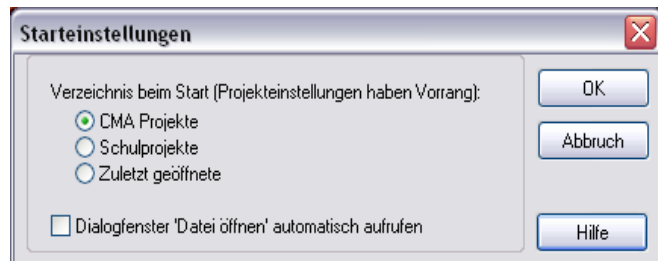 Starteinstellungen
Verzeichnis beim Start (Projekteinstellungen haben Vorrang):
CMA Projekte
Schulprojekte
Zuletzt geöffnete
Dialogfenster 'Datei öffnen' automatisch aufrufen
OK
Abbruch
Hilfe